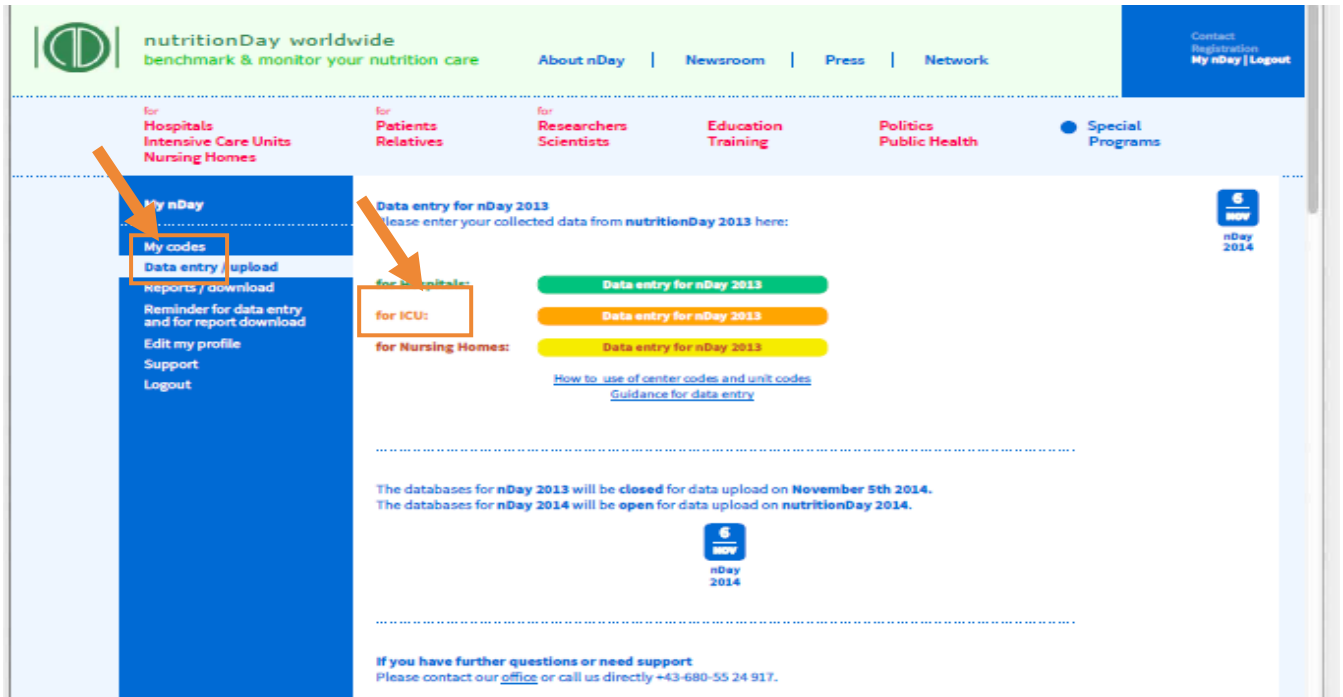 nutritionDay worldwide
benchmark & monitor your nutrition care
About nDay | Newsroom | Press | Network
Contact
Registration
My nDay | Logout
for
Hospitals
Intensive Care Units
Nursing Homes
for
Patients
Relatives
for
Researchers
Scientists
Education
Training
Politics
Public Health
Special
Programs
My nDay
My codes
Data entry / upload
Reports / download
Reminder for data entry
and for report download
Edit my profile
Support
Logout
Data entry for nDay 2013
Please enter your collected data from nutritionDay 2013 here:
for Hospitals: Data entry for nDay 2013
for ICU: Data entry for nDay 2013
for Nursing Homes: Data entry for nDay 2013
How to use of center codes and unit codes
Guidance for data entry
6
NOV
nDay
2014
The databases for nDay 2013 will be closed for data upload on November 5th 2014.
The databases for nDay 2014 will be open for data upload on nutritionDay 2014.
6
NOV
nDay
2014
If you have further questions or need support
Please contact our office or call us directly +43-680-55 24 917.